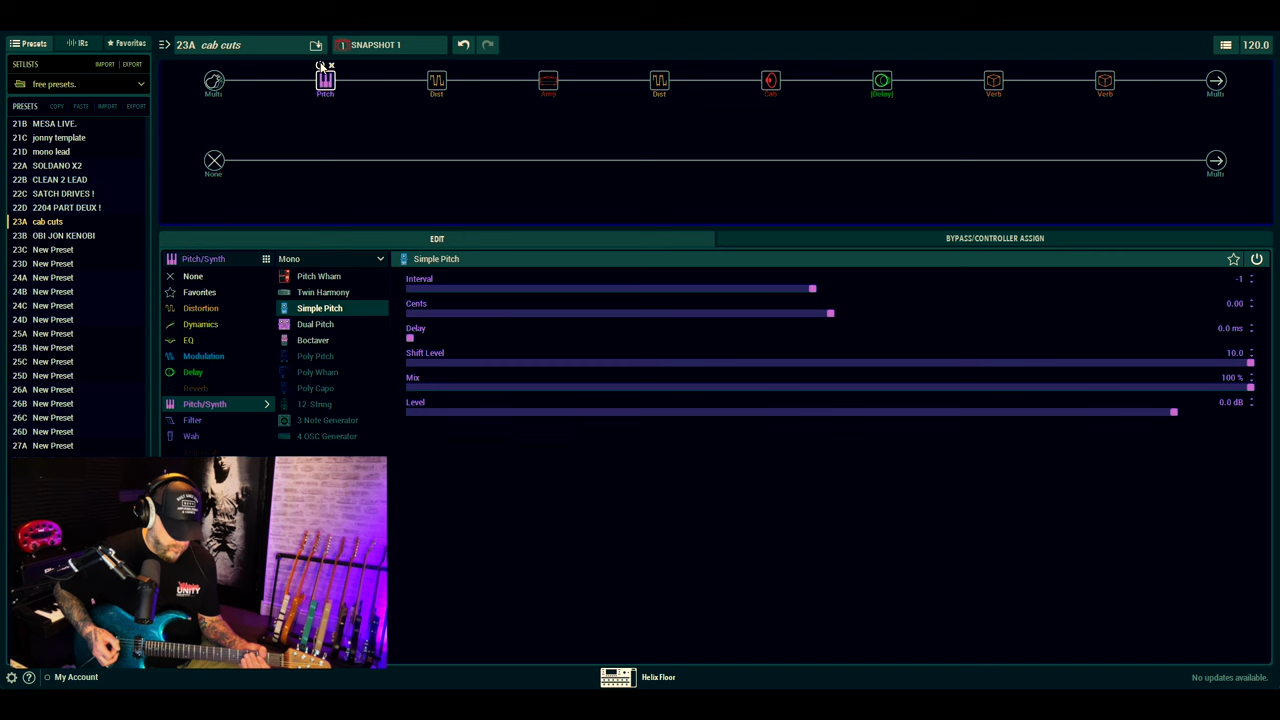 Presets
IRs
Favorites
23A cab cuts
1 SNAPSHOT 1
120.0
SETLISTS
IMPORT
EXPORT
free presets.
PRESETS
COPY
PASTE
IMPORT
EXPORT
21B MESA LIVE.
21C jonny template
21D mono lead
22A SOLDANO X2
22B CLEAN 2 LEAD
22C SATCH DRIVES !
22D 2204 PART DEUX !
23A cab cuts
23B OBI JON KENOBI
23C New Preset
23D New Preset
24A New Preset
24B New Preset
24C New Preset
24D New Preset
25A New Preset
25B New Preset
25C New Preset
25D New Preset
26A New Preset
26B New Preset
26C New Preset
26D New Preset
27A New Preset
Multi
Pitch
Dist
Amp
Dist
Cab
[Delay]
Verb
Verb
Multi
None
Multi
EDIT
BYPASS/CONTROLLER ASSIGN
Pitch/Synth
Mono
Simple Pitch
None
Favorites
Distortion
Dynamics
EQ
Modulation
Delay
Reverb
Pitch/Synth
Filter
Wah
Pitch Wham
Twin Harmony
Simple Pitch
Dual Pitch
Boctaver
Poly Pitch
Poly Wham
Poly Capo
12-String
3 Note Generator
4 OSC Generator
Interval -1
Cents 0.00
Delay 0.0 ms
Shift Level 10.0
Mix 100 %
Level 0.0 dB
UNITY
My Account
Helix Floor
No updates available.